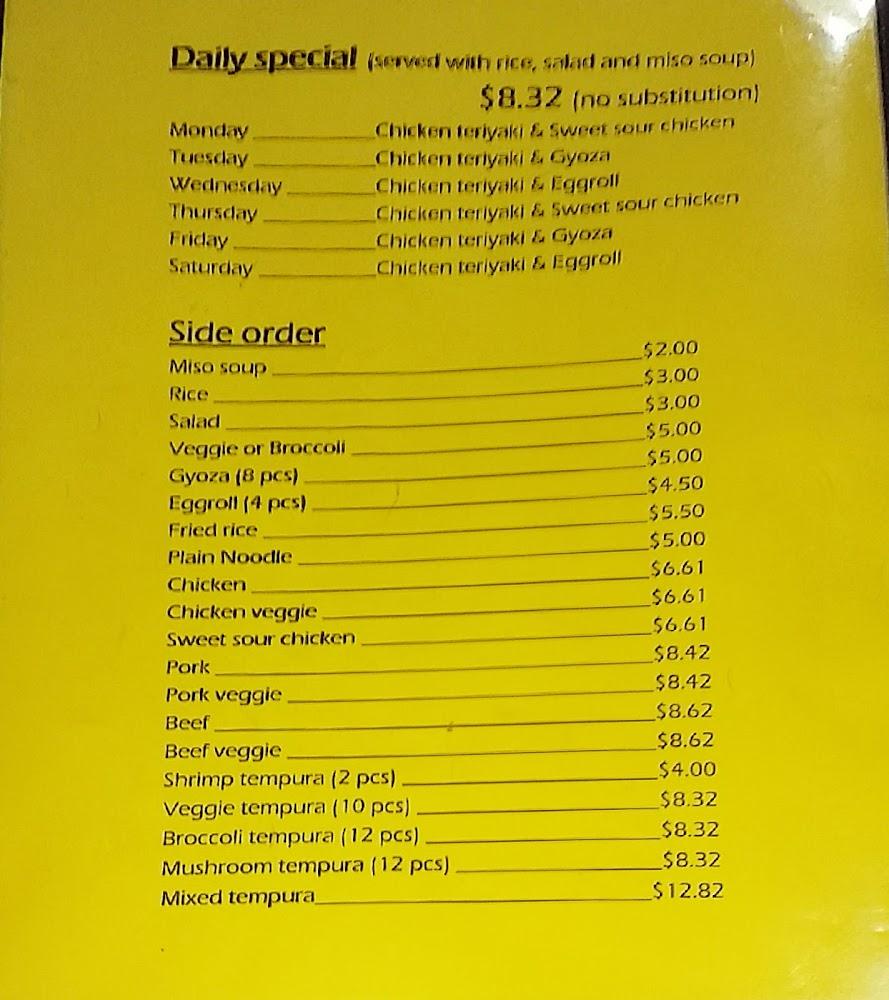 Daily special (served with rice, salad and miso soup)
$8.32 (no substitution)
Monday Chicken teriyaki & Sweet sour chicken
Tuesday Chicken teriyaki & Gyoza
Wednesday Chicken teriyaki & Eggroll
Thursday Chicken teriyaki & Sweet sour chicken
Friday Chicken teriyaki & Gyoza
Saturday Chicken teriyaki & Eggroll
Side order
Miso soup $2.00
Rice $3.00
Salad $3.00
Veggie or Broccoli $5.00
Gyoza (8 pcs) $5.00
Eggroll (4 pcs) $4.50
Fried rice $5.50
Plain Noodle $5.00
Chicken $6.61
Chicken veggie $6.61
Sweet sour chicken $6.61
Pork $8.42
Pork veggie $8.42
Beef $8.62
Beef veggie $8.62
Shrimp tempura (2 pcs) $4.00
Veggie tempura (10 pcs) $8.32
Broccoli tempura (12 pcs) $8.32
Mushroom tempura (12 pcs) $8.32
Mixed tempura $12.82